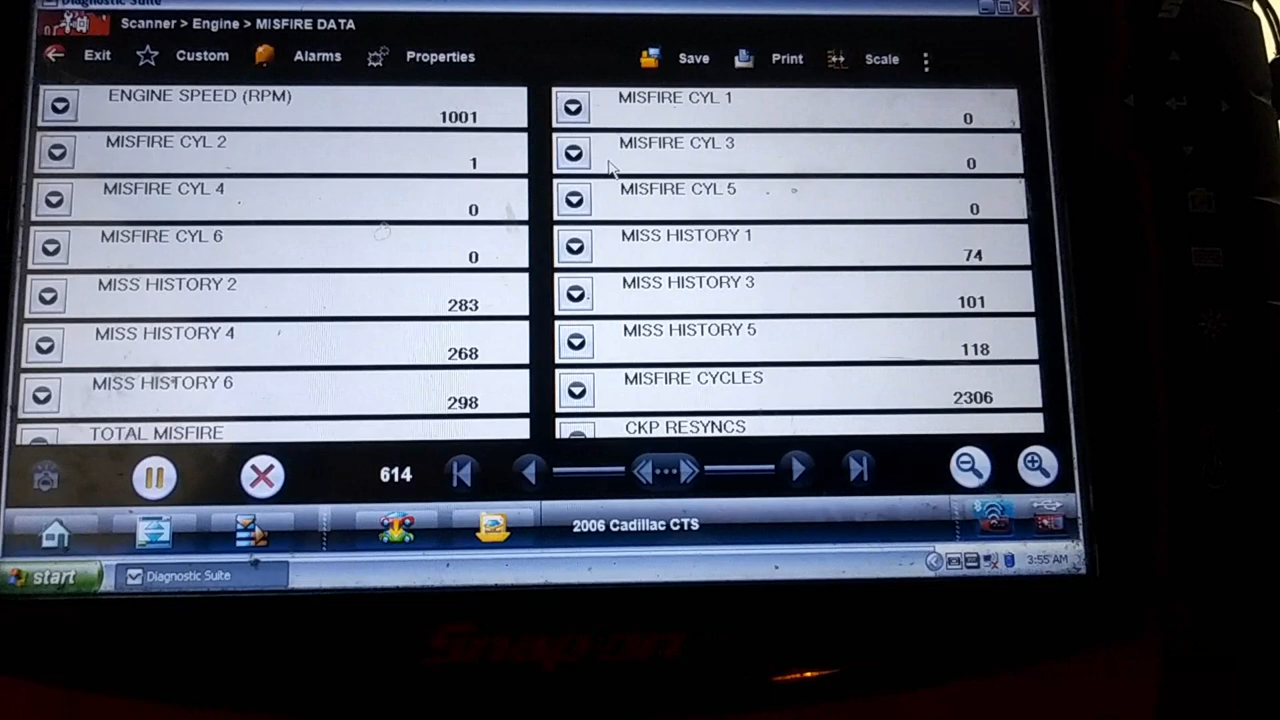 Diagnostic Suite
Scanner > Engine > MISFIRE DATA
Exit Custom Alarms Properties Save Print Scale
ENGINE SPEED (RPM) 1001
MISFIRE CYL 1 0
MISFIRE CYL 2 1
MISFIRE CYL 3 0
MISFIRE CYL 4 0
MISFIRE CYL 5 0
MISFIRE CYL 6 0
MISS HISTORY 1 74
MISS HISTORY 2 283
MISS HISTORY 3 101
MISS HISTORY 4 268
MISS HISTORY 5 118
MISS HISTORY 6 298
MISFIRE CYCLES 2306
TOTAL MISFIRE
CKP RESYNCS
614
2006 Cadillac CTS
start Diagnostic Suite 3:55 AM
Snap-on